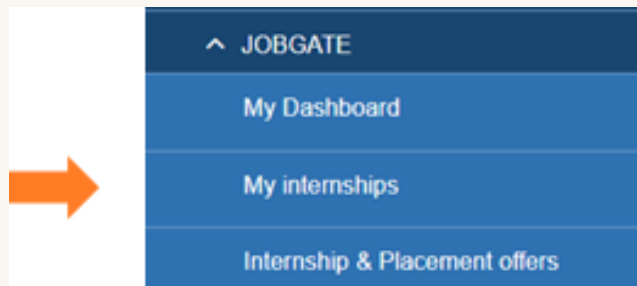 JOBGATE
My Dashboard
My internships
Internship & Placement offers